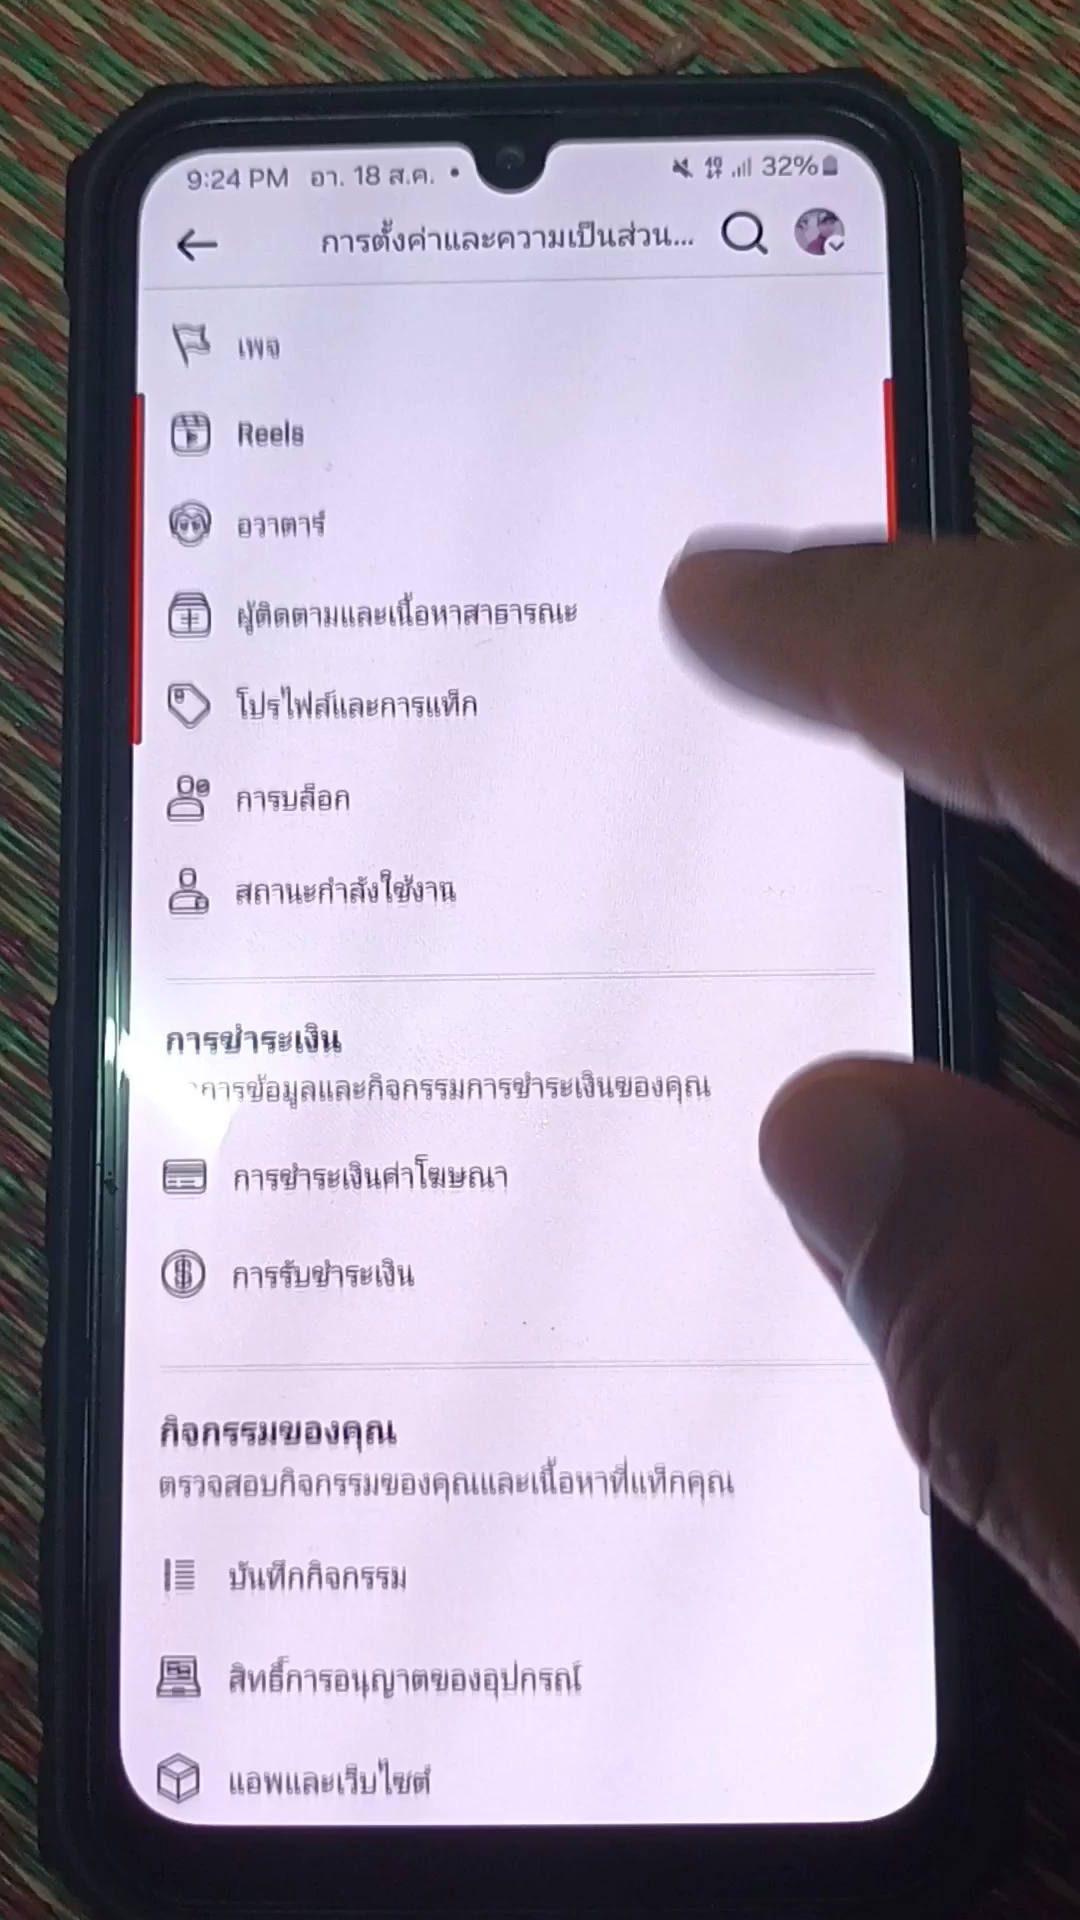 9:24 PM อา. 18 ส.ค. • 32%
การตั้งค่าและความเป็นส่วน...
เพจ
Reels
อวาตาร์
ผู้ติดตามและเนื้อหาสาธารณะ
โปรไฟล์และการแท็ก
การบล็อก
สถานะกำลังใช้งาน
การชำระเงิน
การข้อมูลและกิจกรรมการชำระเงินของคุณ
การชำระเงินค่าโฆษณา
การรับชำระเงิน
กิจกรรมของคุณ
ตรวจสอบกิจกรรมของคุณและเนื้อหาที่แท็กคุณ
บันทึกกิจกรรม
สิทธิ์การอนุญาตของอุปกรณ์
แอพและเว็บไซต์